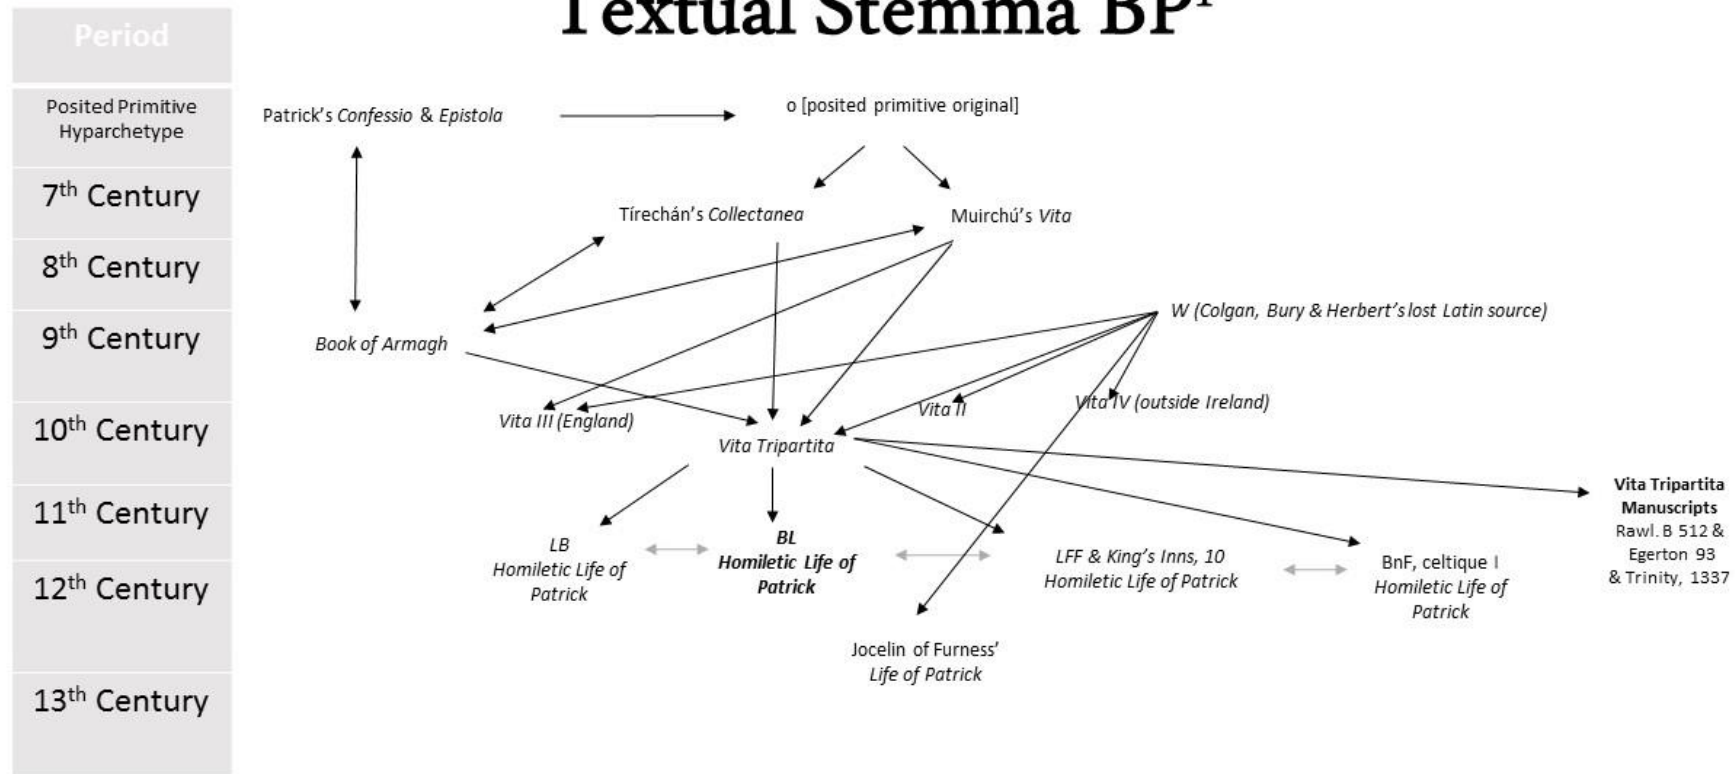 Textual Stemma BP¹
Period
Posited Primitive
Hyparchetype
Patrick's Confessio & Epistola
o [posited primitive original]
7th Century
Tírechán's Collectanea
Muirchú's Vita
8th Century
9th Century
Book of Armagh
W (Colgan, Bury & Herbert's lost Latin source)
10th Century
Vita III (England)
Vita II
Vita IV (outside Ireland)
Vita Tripartita
11th Century
12th Century
LB
Homiletic Life of
Patrick
BL
Homiletic Life of
Patrick
LFF & King's Inns, 10
Homiletic Life of Patrick
BnF, celtique I
Homiletic Life of
Patrick
Vita Tripartita
Manuscripts
Rawl. B 512 &
Egerton 93
& Trinity, 1337
Jocelin of Furness'
Life of Patrick
13th Century